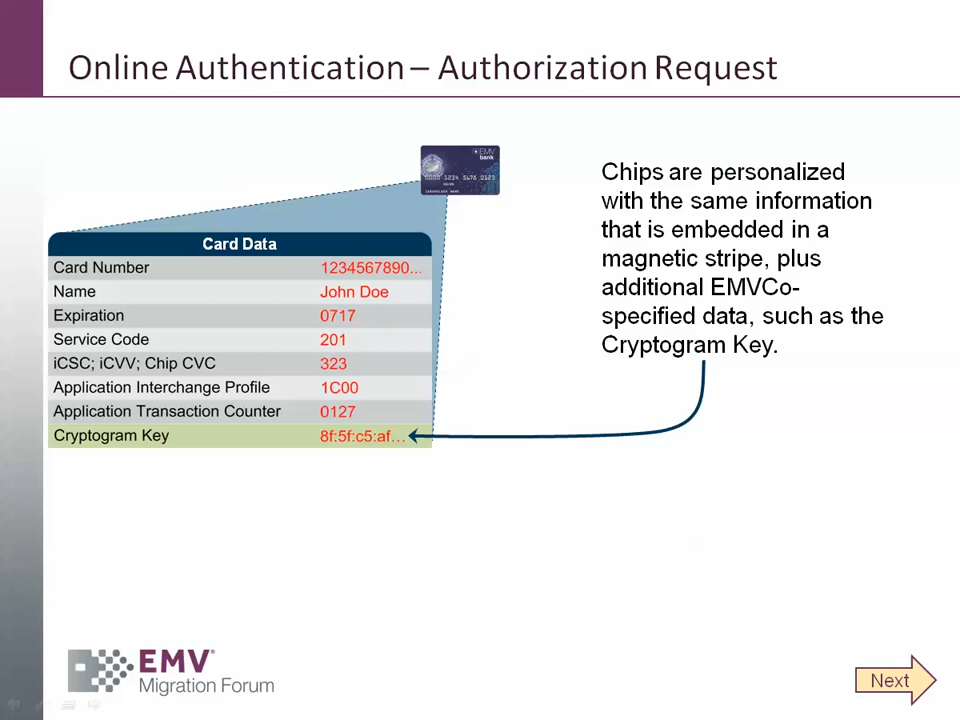 Online Authentication – Authorization Request
EMV
bank
Chips are personalized
with the same information
that is embedded in a
magnetic stripe, plus
additional EMVCo-
specified data, such as the
Cryptogram Key.
Card Data
Card Number 1234567890...
Name John Doe
Expiration 0717
Service Code 201
iCSC; iCVV; Chip CVC 323
Application Interchange Profile 1C00
Application Transaction Counter 0127
Cryptogram Key 8f:5f:c5:af...
EMV®
Migration Forum
Next